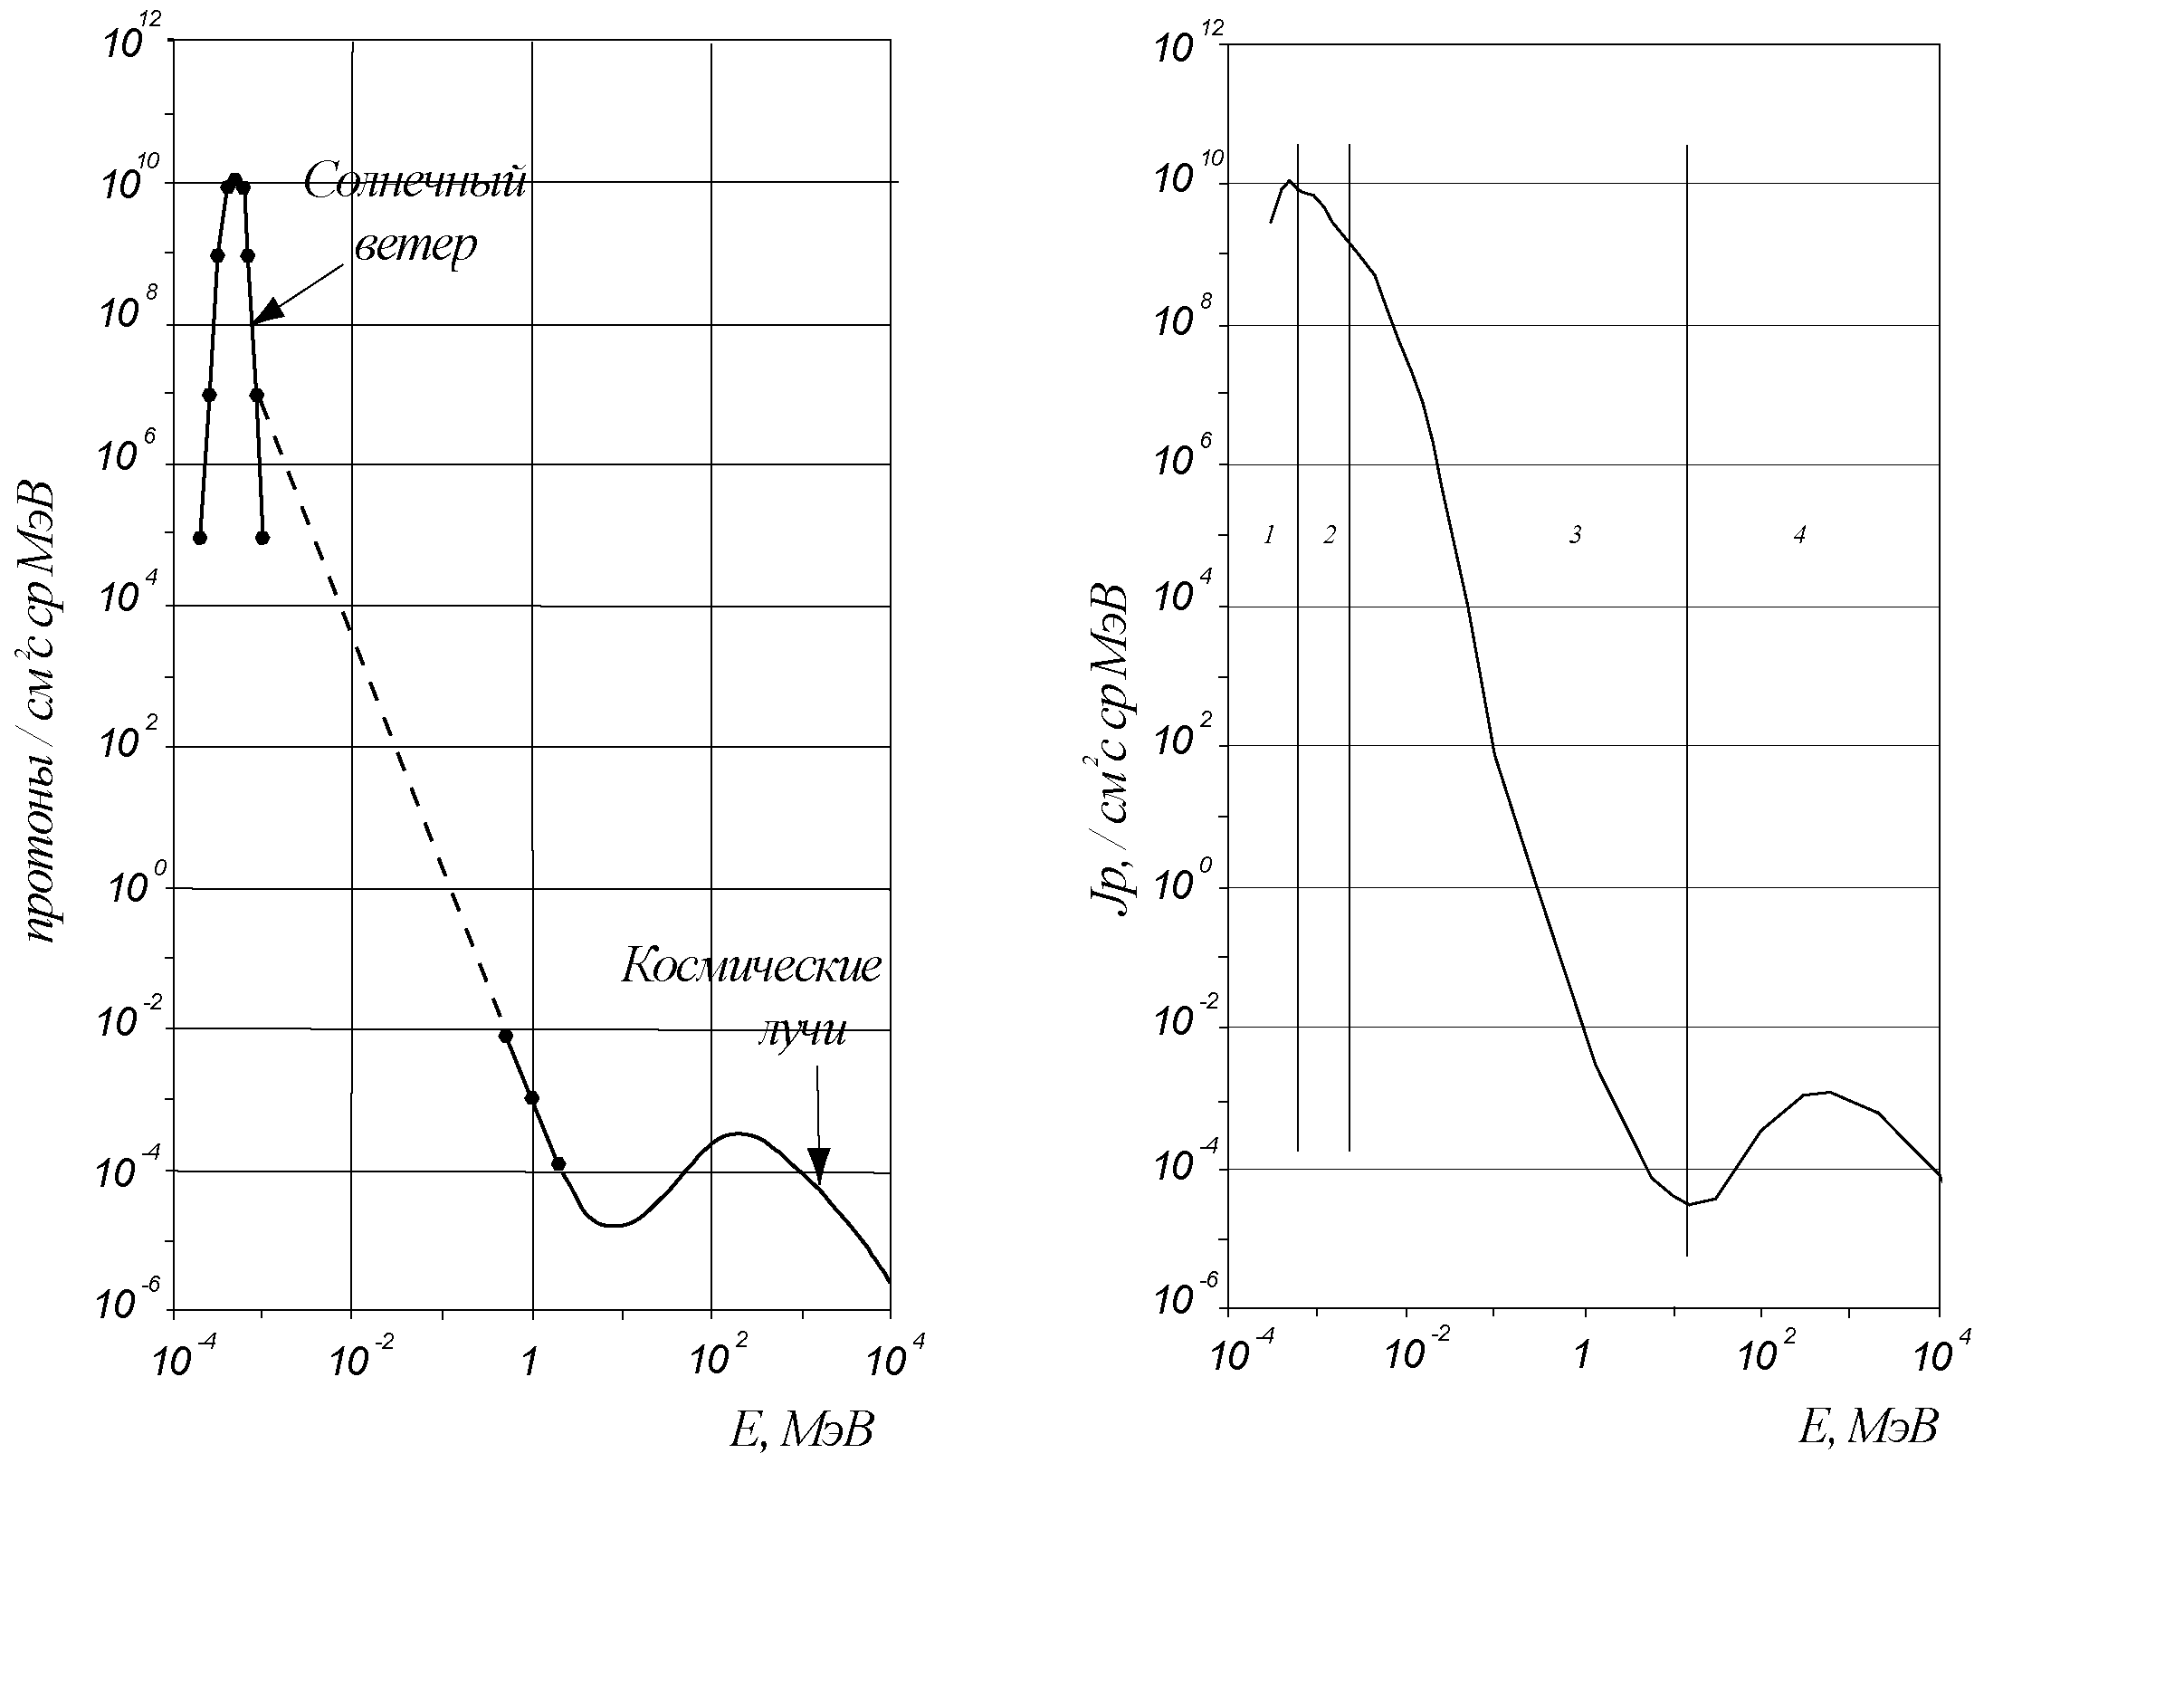 протоны / см²с ср МэВ
10¹²
10¹⁰
10⁸
10⁶
10⁴
10²
10⁰
10⁻²
10⁻⁴
10⁻⁶
Солнечный
ветер
Космические
лучи
10⁻⁴ 10⁻² 1 10² 10⁴
E, МэВ
Jp, / см²с ср МэВ
10¹²
10¹⁰
10⁸
10⁶
10⁴
10²
10⁰
10⁻²
10⁻⁴
10⁻⁶
1 2 3 4
10⁻⁴ 10⁻² 1 10² 10⁴
E, МэВ